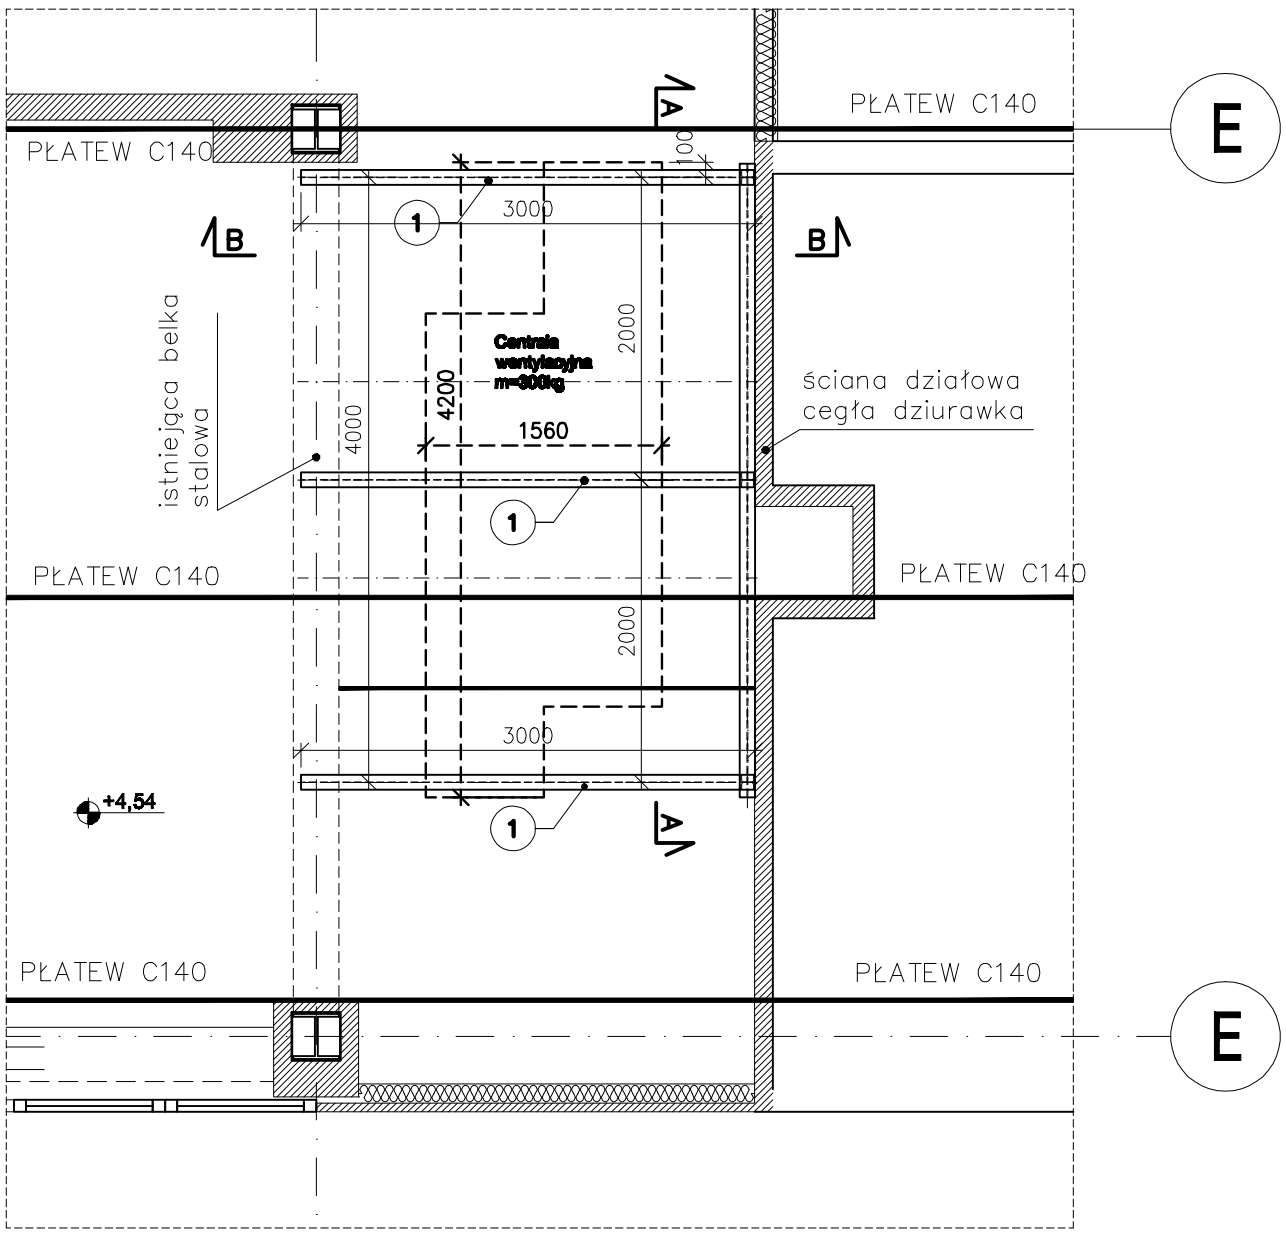 A
PŁATEW C140
E
PŁATEW C140
100
3000
1
B
B
istniejąca belka
stalowa
2000
Centrala
wentylacyjna
m=300kg
4200
4000
1560
ściana działowa
cegła dziurawka
1
PŁATEW C140
PŁATEW C140
2000
3000
+4,54
1
A
PŁATEW C140
PŁATEW C140
E